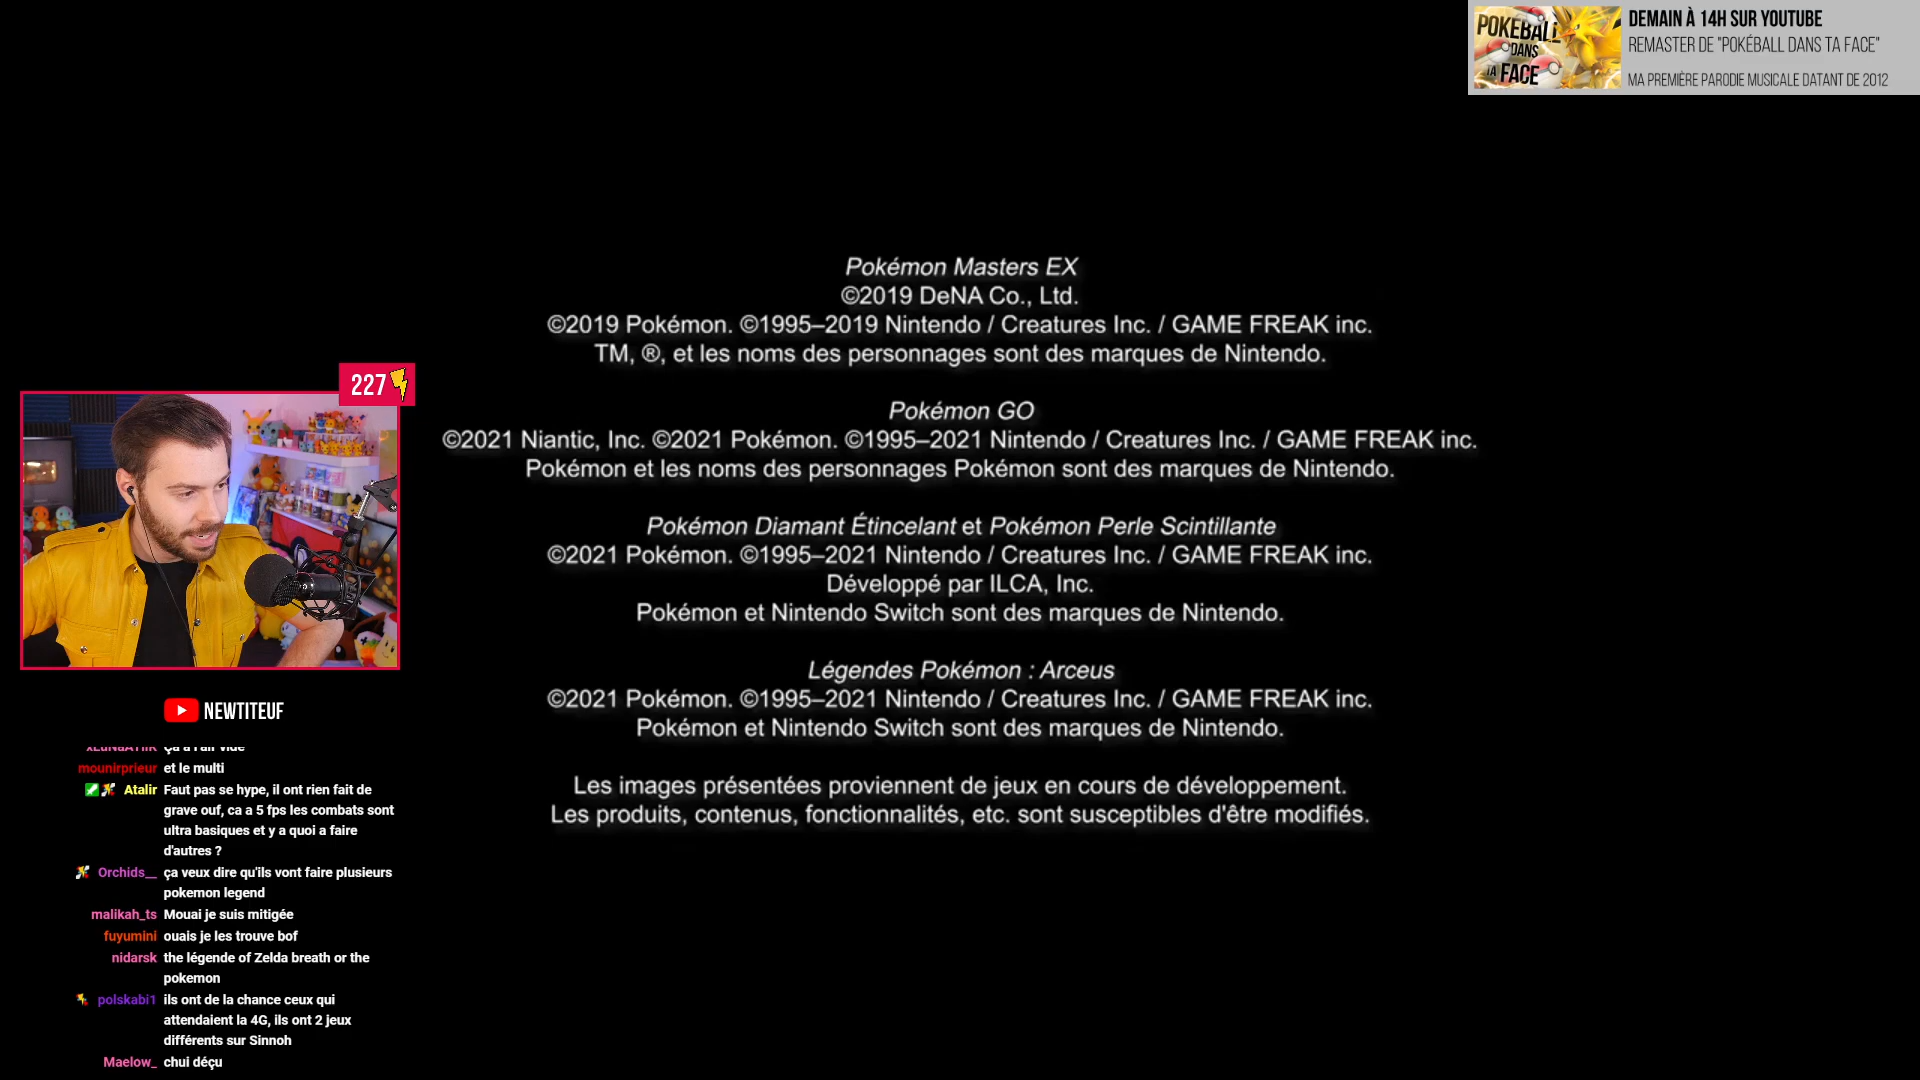 POKÉBALL
DANS
TA FACE
DEMAIN À 14H SUR YOUTUBE
REMASTER DE "POKÉBALL DANS TA FACE"
MA PREMIÈRE PARODIE MUSICALE DATANT DE 2012
Pokémon Masters EX
©2019 DeNA Co., Ltd.
©2019 Pokémon. ©1995–2019 Nintendo / Creatures Inc. / GAME FREAK inc.
TM, ®, et les noms des personnages sont des marques de Nintendo.
Pokémon GO
©2021 Niantic, Inc. ©2021 Pokémon. ©1995–2021 Nintendo / Creatures Inc. / GAME FREAK inc.
Pokémon et les noms des personnages Pokémon sont des marques de Nintendo.
Pokémon Diamant Étincelant et Pokémon Perle Scintillante
©2021 Pokémon. ©1995–2021 Nintendo / Creatures Inc. / GAME FREAK inc.
Développé par ILCA, Inc.
Pokémon et Nintendo Switch sont des marques de Nintendo.
Légendes Pokémon : Arceus
©2021 Pokémon. ©1995–2021 Nintendo / Creatures Inc. / GAME FREAK inc.
Pokémon et Nintendo Switch sont des marques de Nintendo.
Les images présentées proviennent de jeux en cours de développement.
Les produits, contenus, fonctionnalités, etc. sont susceptibles d'être modifiés.
227
NEWTITEUF
Ça a l'air vide
mounirprieur et le multi
Atalir Faut pas se hype, il ont rien fait de
grave ouf, ca a 5 fps les combats sont
ultra basiques et y a quoi a faire
d'autres ?
Orchids__ ça veux dire qu'ils vont faire plusieurs
pokemon legend
malikah_ts Mouai je suis mitigée
fuyumini ouais je les trouve bof
nidarsk the légende of Zelda breath or the
pokemon
polskabi1 ils ont de la chance ceux qui
attendaient la 4G, ils ont 2 jeux
différents sur Sinnoh
Maelow_ chui déçu